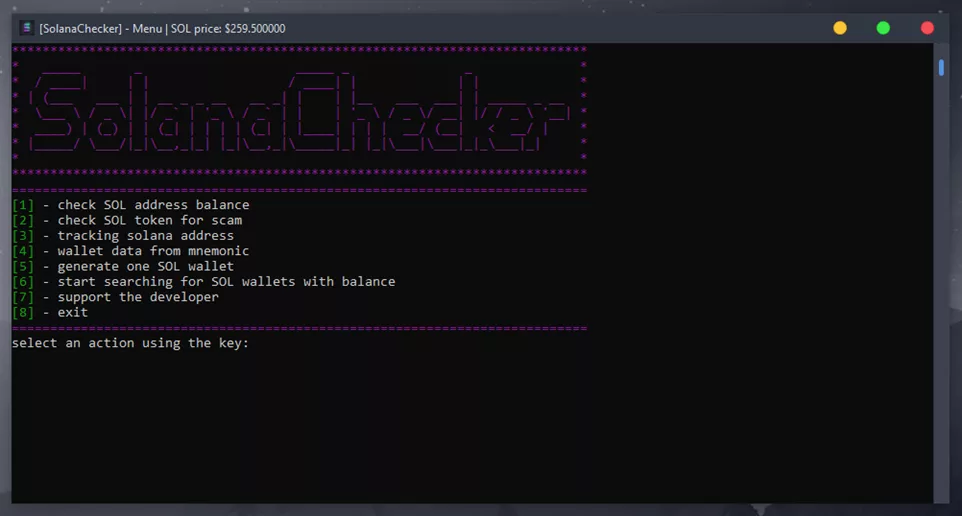 [SolanaChecker] - Menu | SOL price: $259.500000
SolanaChecker
[1] - check SOL address balance
[2] - check SOL token for scam
[3] - tracking solana address
[4] - wallet data from mnemonic
[5] - generate one SOL wallet
[6] - start searching for SOL wallets with balance
[7] - support the developer
[8] - exit
select an action using the key: